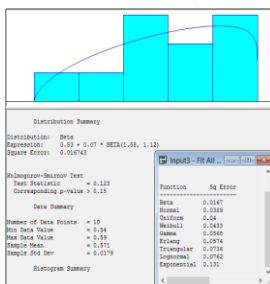 Distribution Summary
Distribution: Beta
Expression: 0.53 + 0.07 * BETA(1.58, 1.12)
Square Error: 0.016743
Kolmogorov-Smirnov Test
Test Statistic = 0.123
Corresponding p-value > 0.15
Data Summary
Number of Data Points = 10
Min Data Value = 0.54
Max Data Value = 0.59
Sample Mean = 0.571
Sample Std Dev = 0.0179
Histogram Summary
Input3 - Fit All ...
Function Sq Error
Beta 0.0167
Normal 0.0389
Uniform 0.04
Weibull 0.0433
Gamma 0.0568
Erlang 0.0574
Triangular 0.0736
Lognormal 0.0762
Exponential 0.131